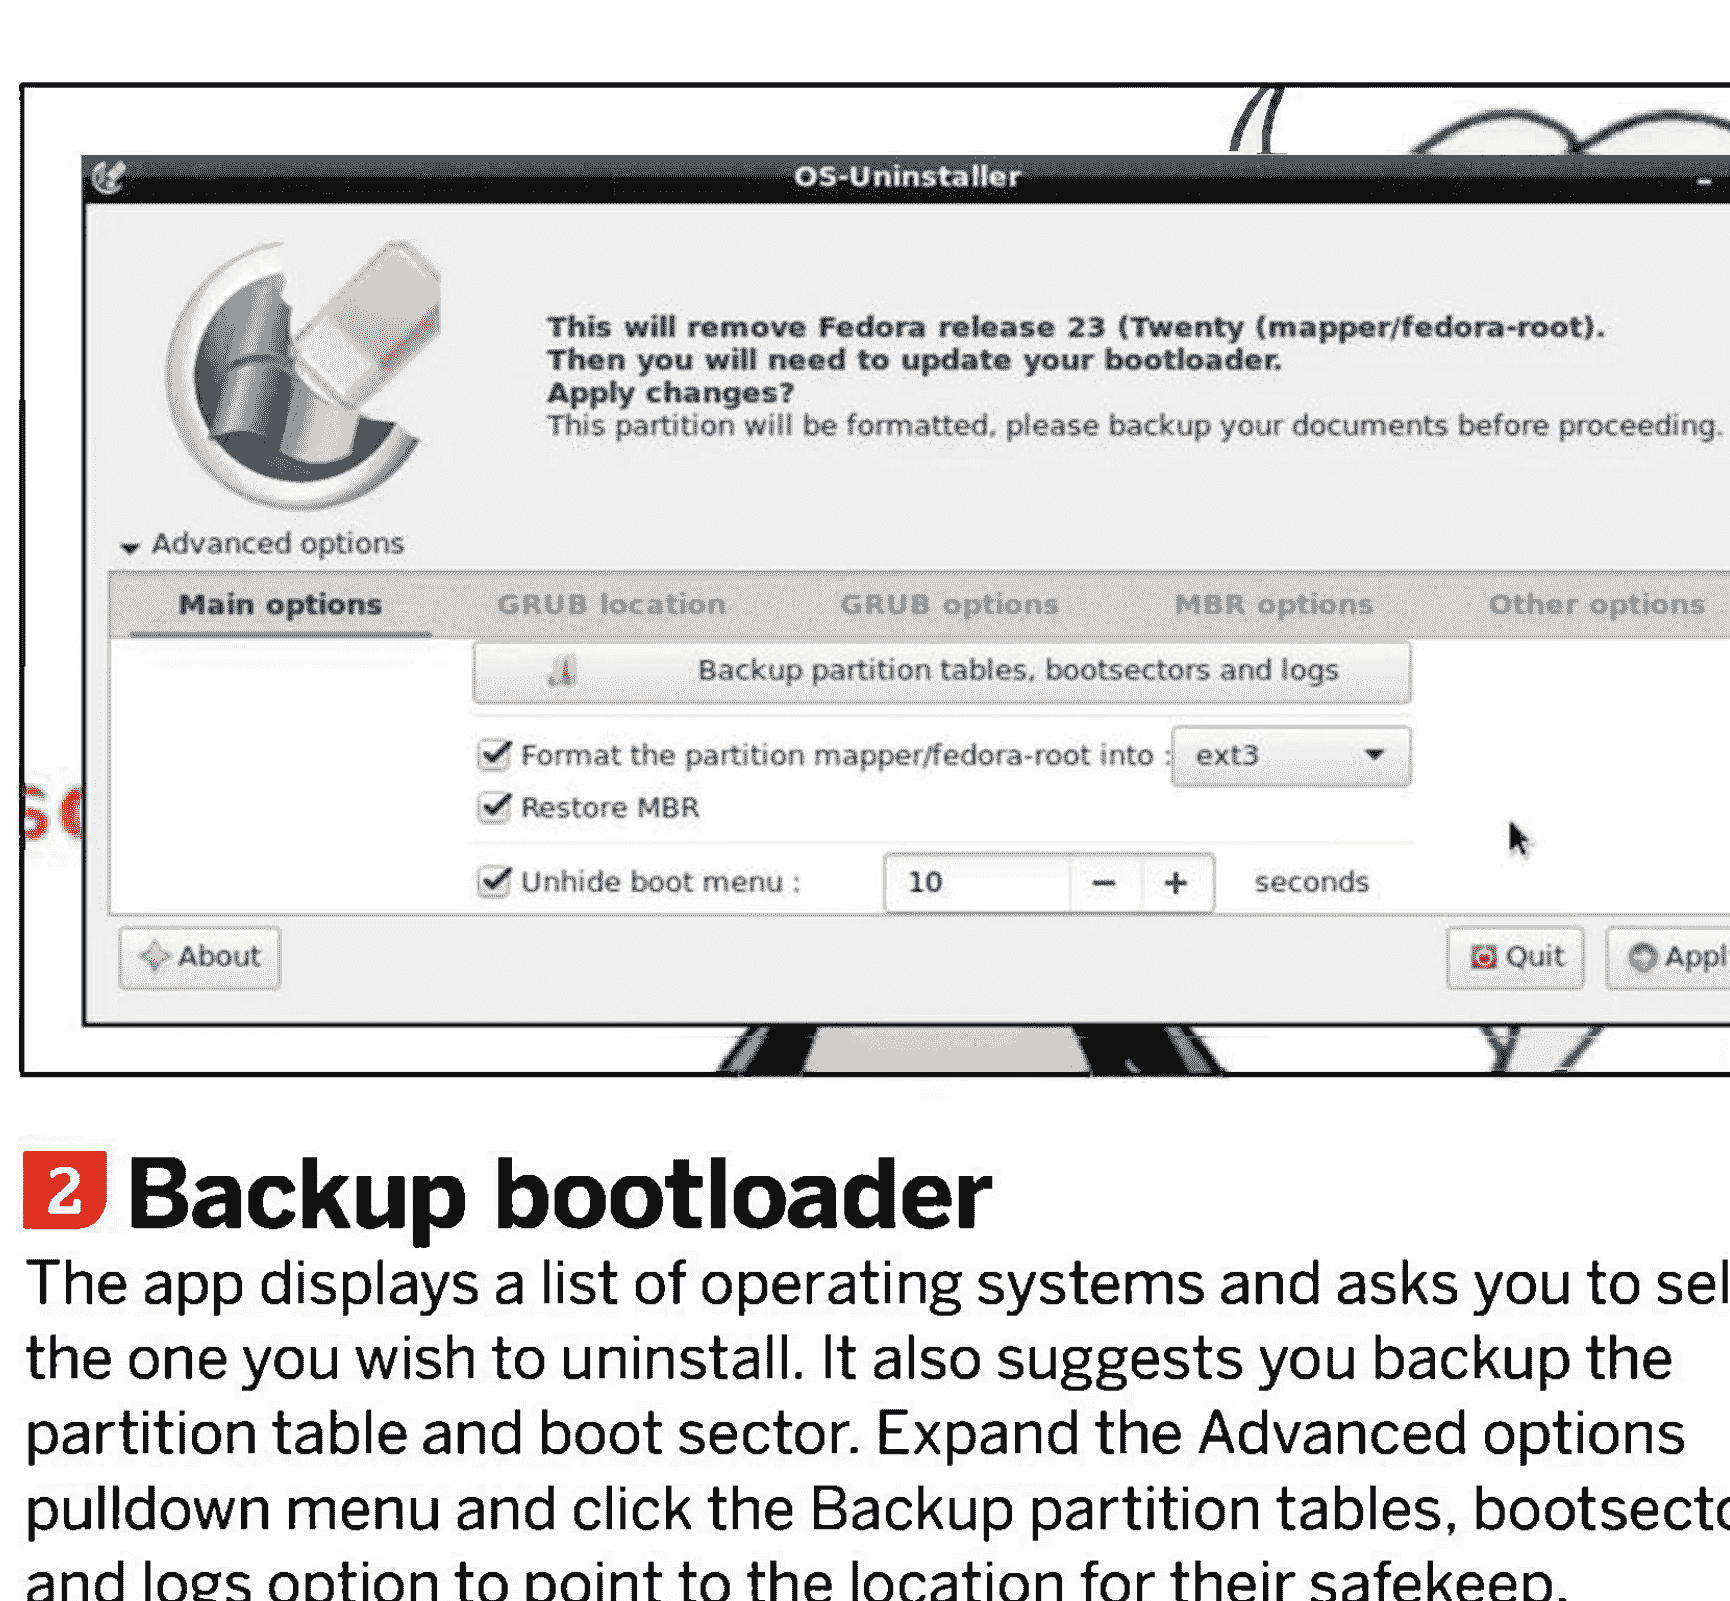 OS-Uninstaller
This will remove Fedora release 23 (Twenty (mapper/fedora-root).
Then you will need to update your bootloader.
Apply changes?
This partition will be formatted, please backup your documents before proceeding.
Advanced options
Main options GRUB location GRUB options MBR options Other options
Backup partition tables, bootsectors and logs
Format the partition mapper/fedora-root into : ext3
Restore MBR
Unhide boot menu : 10 − + seconds
About Quit
2 Backup bootloader
The app displays a list of operating systems and asks you to
the one you wish to uninstall. It also suggests you backup the
partition table and boot sector. Expand the Advanced options
pulldown menu and click the Backup partition tables,
and logs option to point to the location for their safekeep.